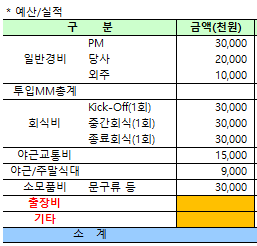 * 예산/실적
구 분 금액(천원)
PM 30,000
일반경비 당사 20,000
외주 10,000
투입MM총계
Kick-Off(1회) 30,000
회식비 중간회식(1회) 30,000
종료회식(1회) 30,000
야근교통비 15,000
야근/주말식대 9,000
소모품비 문구류 등 30,000
출장비
기타
소 계